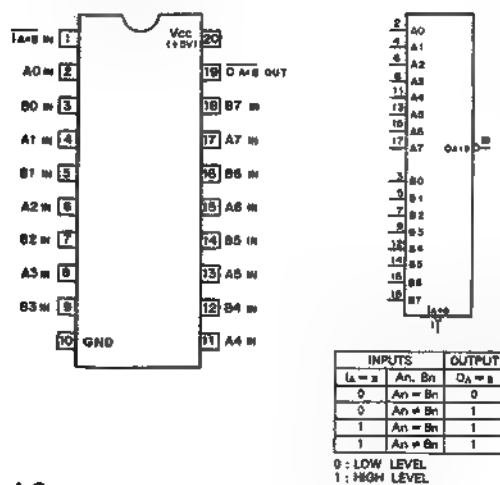 IA=B IN 1
Vcc (+5V) 20
A0 IN 2
19 O A=B OUT
B0 IN 3
18 B7 IN
A1 IN 4
17 A7 IN
B1 IN 5
16 B6 IN
A2 IN 6
15 A6 IN
B2 IN 7
14 B5 IN
A3 IN 8
13 A5 IN
B3 IN 9
12 B4 IN
10 GND
11 A4 IN
2 A0
4 A1
6 A2
8 A3
11 A4
13 A5
15 A6
17 A7
OA=B
3 B0
5 B1
7 B2
9 B3
12 B4
14 B5
16 B6
18 B7
IA=B
1
INPUTS OUTPUT
IA = B An, Bn OA = B
0 An = Bn 0
0 An ≠ Bn 1
1 An = Bn 1
1 An ≠ Bn 1
0 : LOW LEVEL
1 : HIGH LEVEL